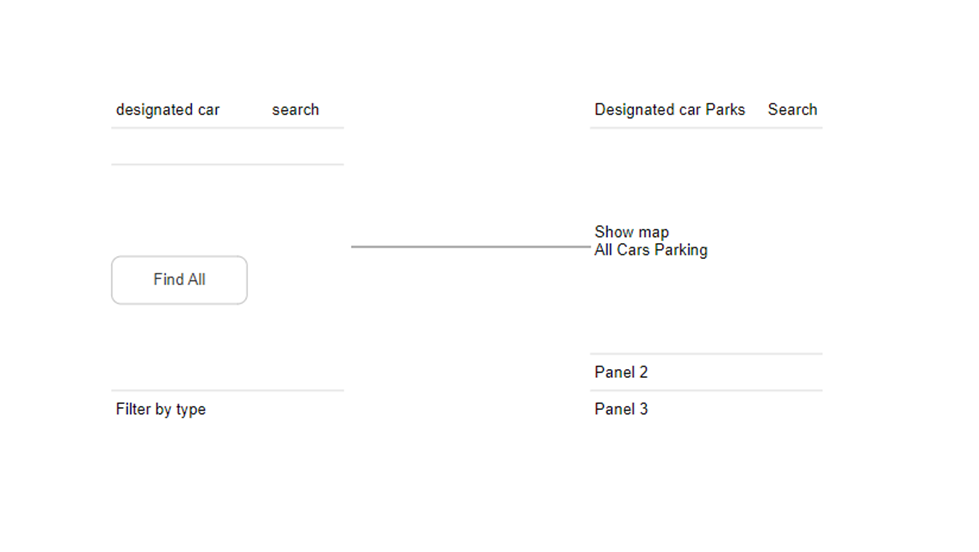 designated car search
Find All
Filter by type
Designated car Parks Search
Show map
All Cars Parking
Panel 2
Panel 3